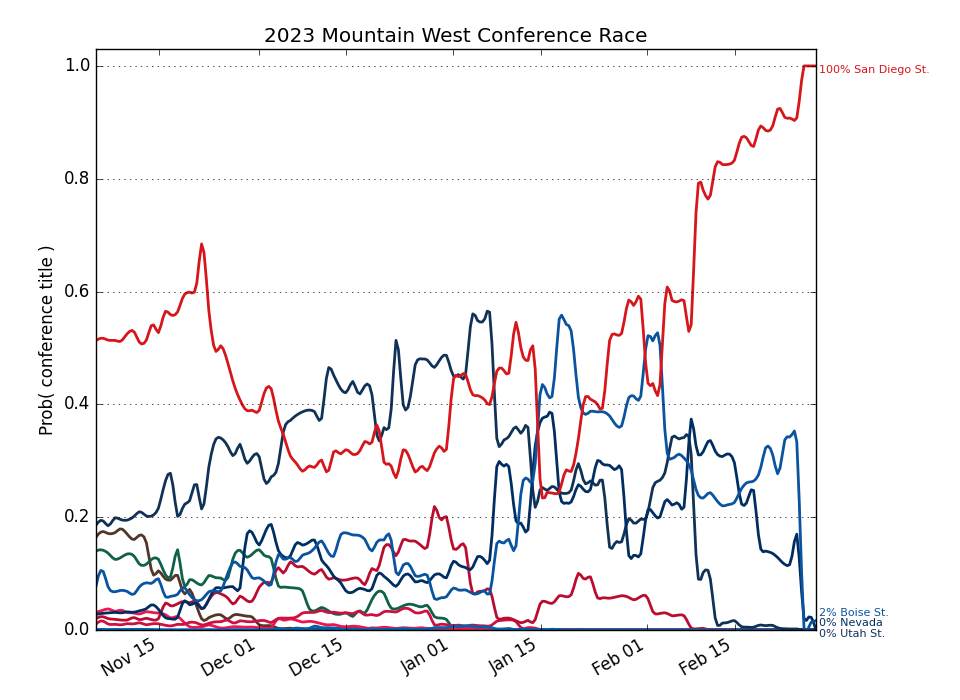 2023 Mountain West Conference Race
Prob( conference title )
1.0
0.8
0.6
0.4
0.2
0.0
Nov 15
Dec 01
Dec 15
Jan 01
Jan 15
Feb 01
Feb 15
100% San Diego St.
2% Boise St.
0% Nevada
0% Utah St.